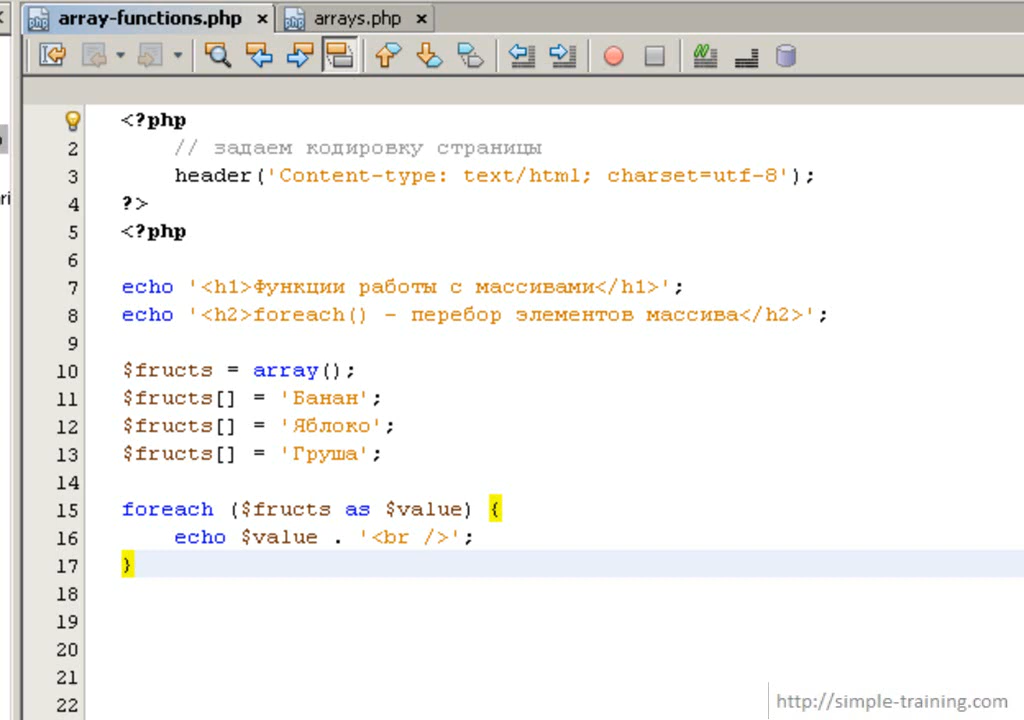 array-functions.php
arrays.php
<?php
2 // задаем кодировку страницы
3 header('Content-type: text/html; charset=utf-8');
4 ?>
5 <?php
6
7 echo '<h1>Функции работы с массивами</h1>';
8 echo '<h2>foreach() - перебор элементов массива</h2>';
9
10 $fructs = array();
11 $fructs[] = 'Банан';
12 $fructs[] = 'Яблоко';
13 $fructs[] = 'Груша';
14
15 foreach ($fructs as $value) {
16 echo $value . '<br />';
17 }
18
19
20
21
22
http://simple-training.com